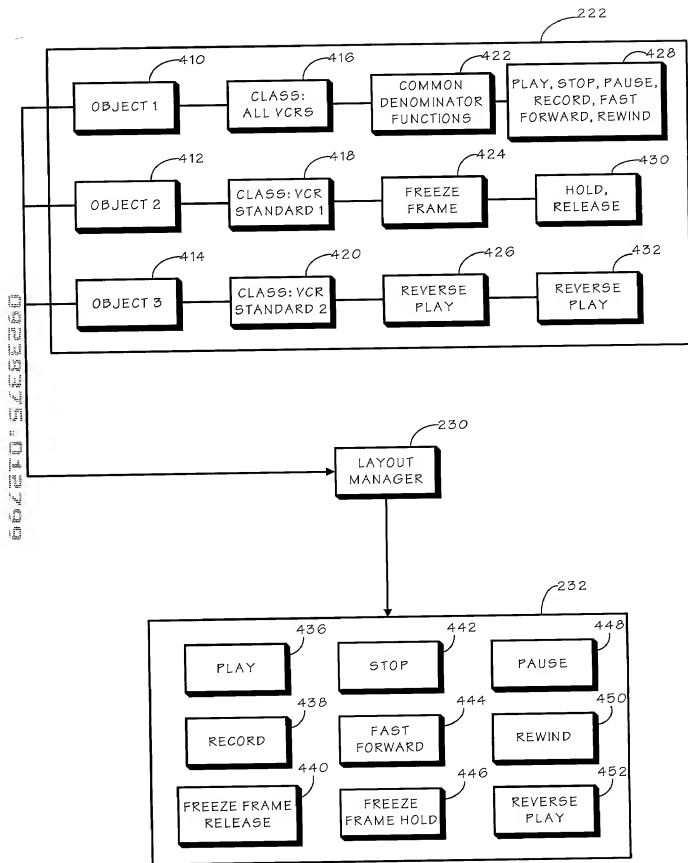 222
410
416
422
428
OBJECT 1
CLASS:
ALL VCRS
COMMON
DENOMINATOR
FUNCTIONS
PLAY, STOP, PAUSE,
RECORD, FAST
FORWARD, REWIND
412
418
424
430
OBJECT 2
CLASS: VCR
STANDARD 1
FREEZE
FRAME
HOLD,
RELEASE
414
420
426
432
OBJECT 3
CLASS: VCR
STANDARD 2
REVERSE
PLAY
REVERSE
PLAY
230
LAYOUT
MANAGER
232
436
442
448
PLAY
STOP
PAUSE
438
444
450
RECORD
FAST
FORWARD
REWIND
440
446
452
FREEZE FRAME
RELEASE
FREEZE
FRAME HOLD
REVERSE
PLAY